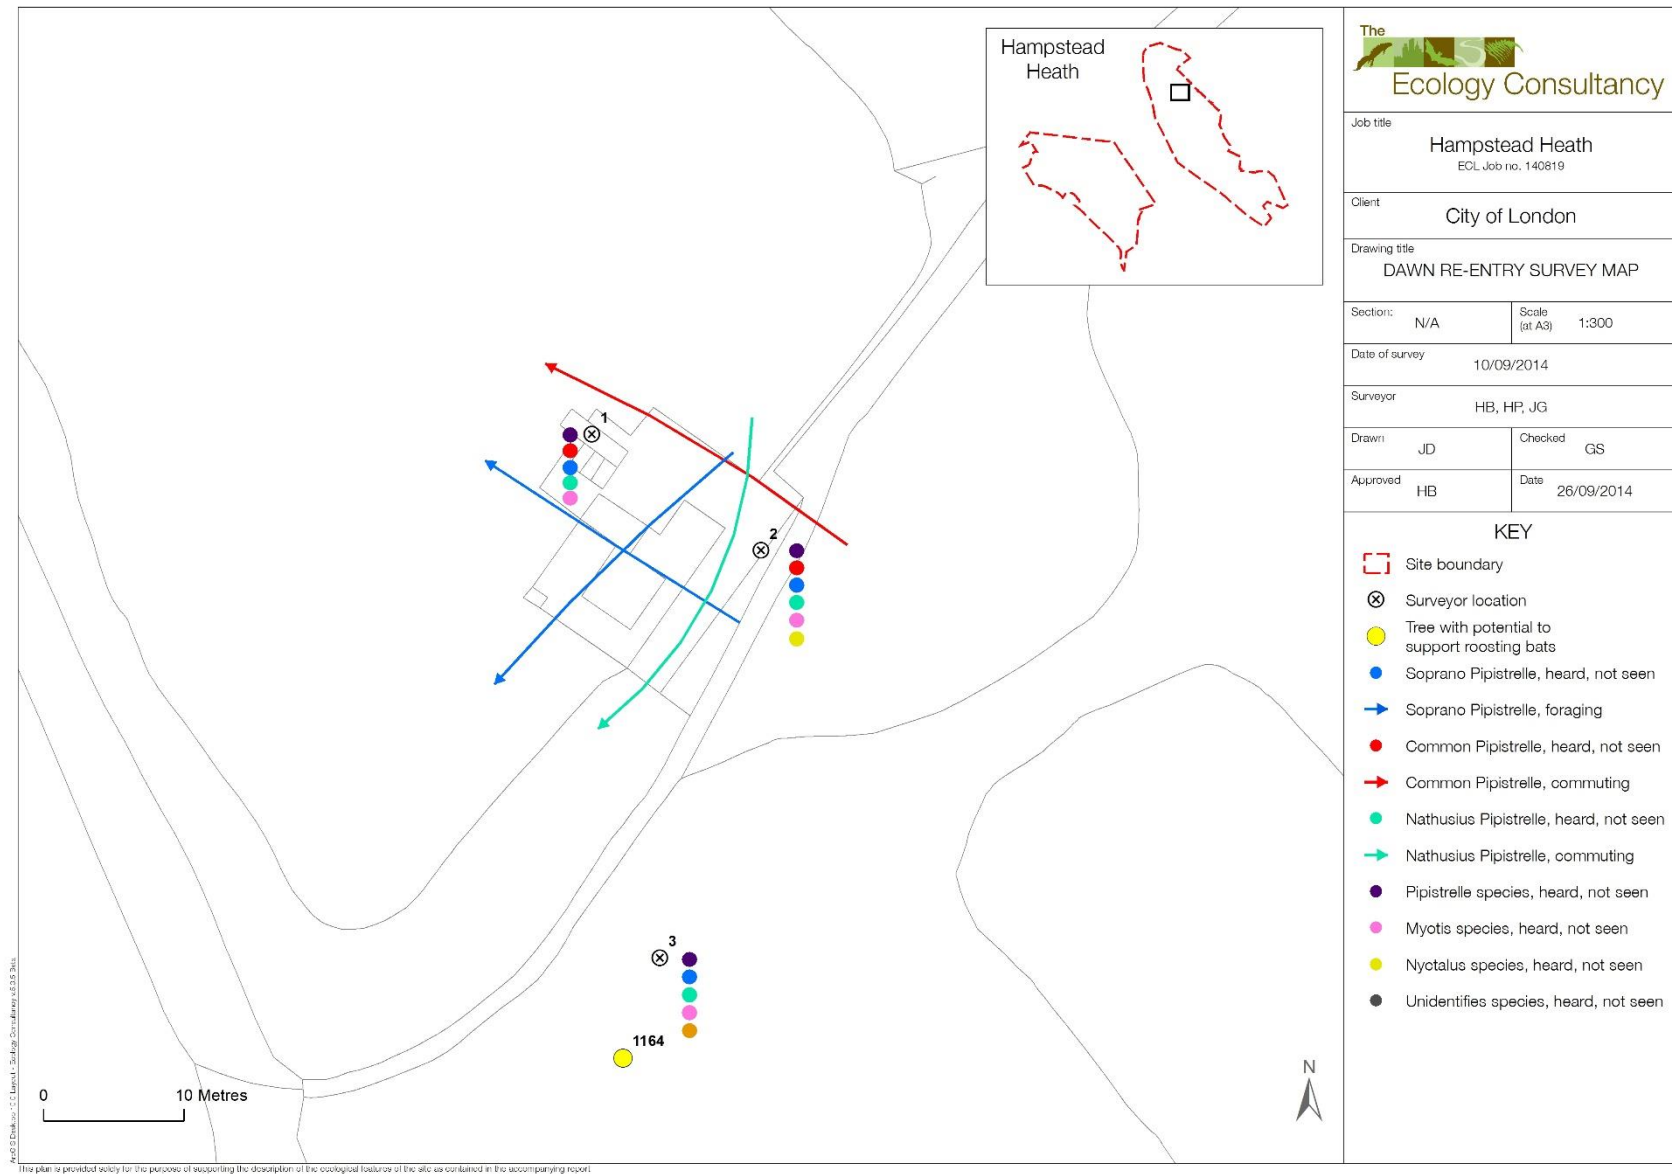 Hampstead
Heath
1
2
3
1164
0 10 Metres
N
This plan is provided solely for the purpose of supporting the description of the ecological features of the site as contained in the accompanying report
The
Ecology Consultancy
Job title
Hampstead Heath
ECL Job no. 140819
Client
City of London
Drawing title
DAWN RE-ENTRY SURVEY MAP
Section: N/A
Scale
(at A3) 1:300
Date of survey
10/09/2014
Surveyor
HB, HP, JG
Drawn
JD
Checked
GS
Approved
HB
Date
26/09/2014
KEY
Site boundary
Surveyor location
Tree with potential to
support roosting bats
Soprano Pipistrelle, heard, not seen
Soprano Pipistrelle, foraging
Common Pipistrelle, heard, not seen
Common Pipistrelle, commuting
Nathusius Pipistrelle, heard, not seen
Nathusius Pipistrelle, commuting
Pipistrelle species, heard, not seen
Myotis species, heard, not seen
Nyctalus species, heard, not seen
Unidentifies species, heard, not seen